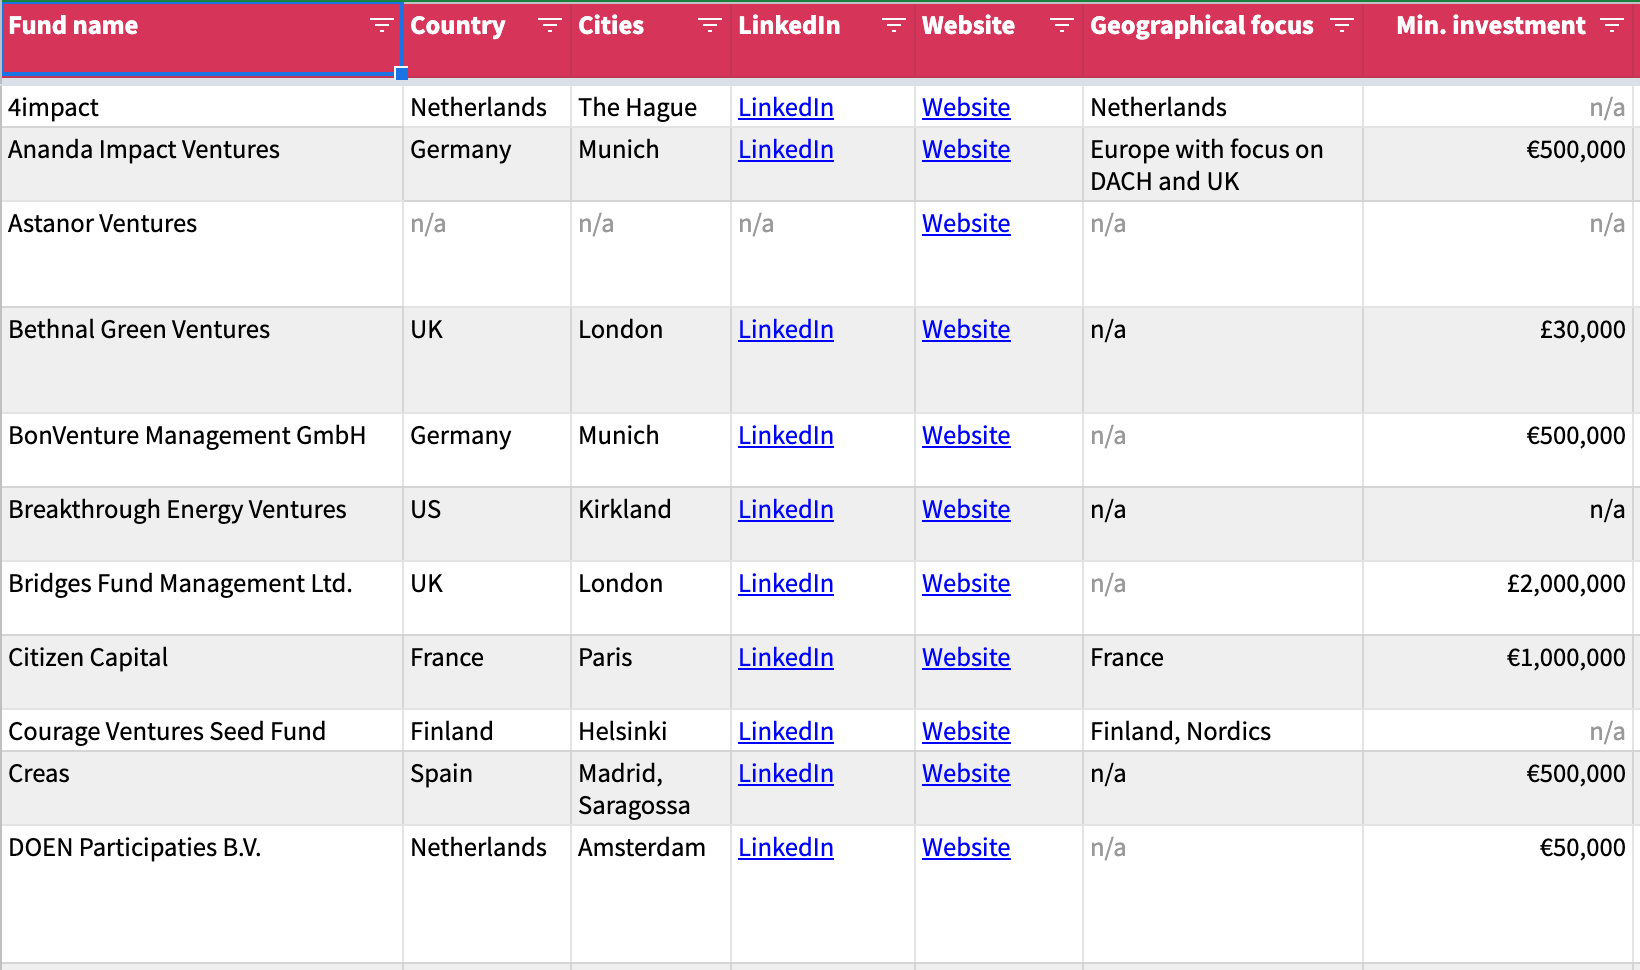 Fund name Country Cities LinkedIn Website Geographical focus Min. investment
4impact Netherlands The Hague LinkedIn Website Netherlands n/a
Ananda Impact Ventures Germany Munich LinkedIn Website Europe with focus on €500,000
DACH and UK
Astanor Ventures n/a n/a n/a Website n/a n/a
Bethnal Green Ventures UK London LinkedIn Website n/a £30,000
BonVenture Management GmbH Germany Munich LinkedIn Website n/a €500,000
Breakthrough Energy Ventures US Kirkland LinkedIn Website n/a n/a
Bridges Fund Management Ltd. UK London LinkedIn Website n/a £2,000,000
Citizen Capital France Paris LinkedIn Website France €1,000,000
Courage Ventures Seed Fund Finland Helsinki LinkedIn Website Finland, Nordics n/a
Creas Spain Madrid, LinkedIn Website n/a €500,000
Saragossa
DOEN Participaties B.V. Netherlands Amsterdam LinkedIn Website n/a €50,000